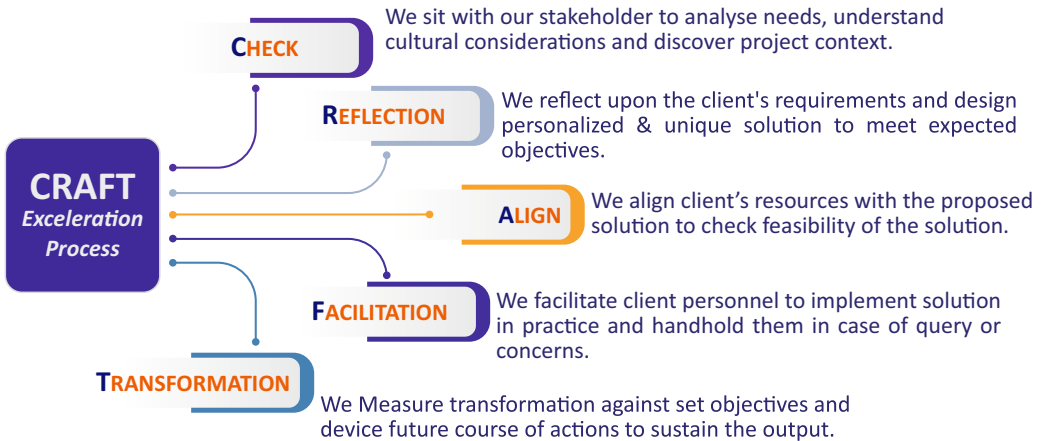 CHECK
We sit with our stakeholder to analyse needs, understand
cultural considerations and discover project context.
REFLECTION
We reflect upon the client's requirements and design
personalized & unique solution to meet expected
objectives.
CRAFT
Exceleration
Process
ALIGN
We align client’s resources with the proposed
solution to check feasibility of the solution.
FACILITATION
We facilitate client personnel to implement solution
in practice and handhold them in case of query or
concerns.
TRANSFORMATION
We Measure transformation against set objectives and
device future course of actions to sustain the output.